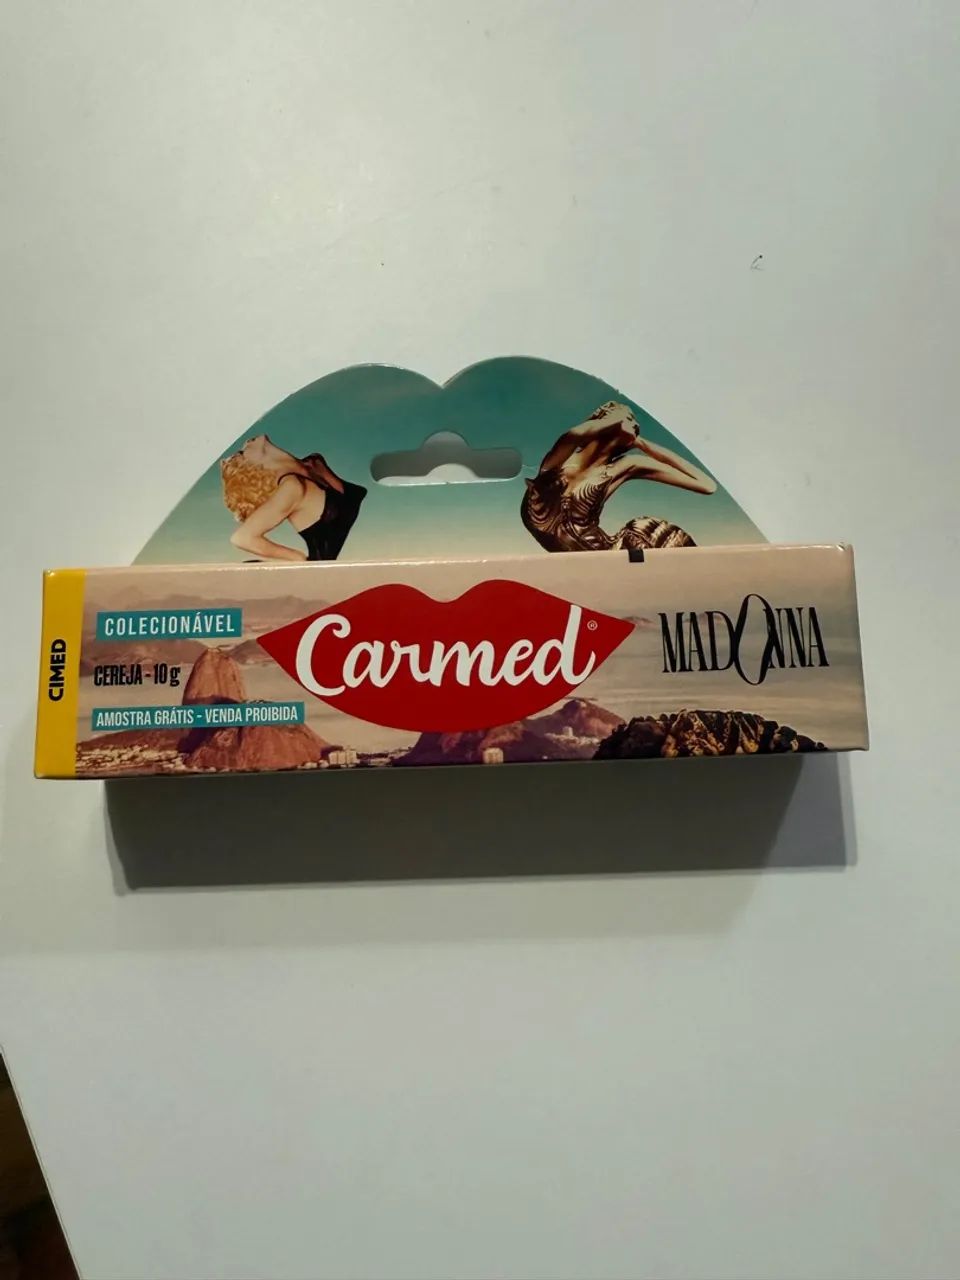 CIMED
COLECIONÁVEL
CEREJA - 10 g
AMOSTRA GRÁTIS - VENDA PROIBIDA
Carmed®
MADONNA